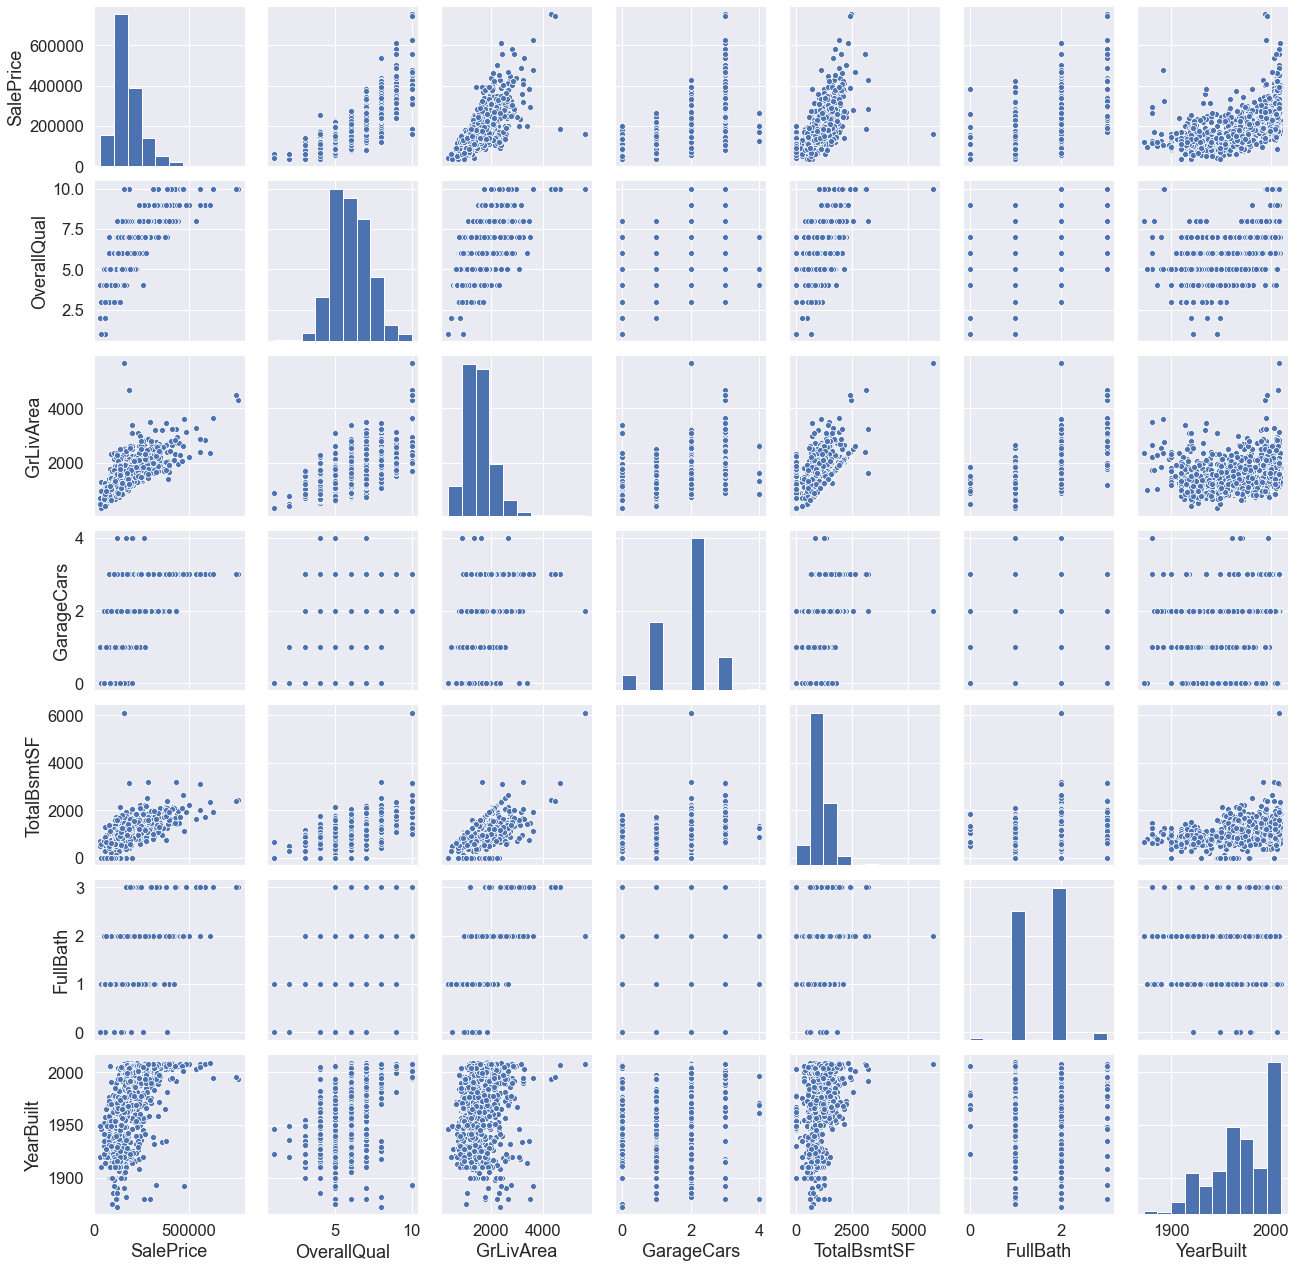 SalePrice
600000
400000
200000
0
OverallQual
10.0
7.5
5.0
2.5
GrLivArea
4000
2000
GarageCars
4
2
0
TotalBsmtSF
6000
4000
2000
0
FullBath
3
2
1
0
YearBuilt
2000
1950
1900
0 500000 5 10 2000 4000 0 2 4 0 2500 5000 0 2 1900 2000
SalePrice OverallQual GrLivArea GarageCars TotalBsmtSF FullBath YearBuilt